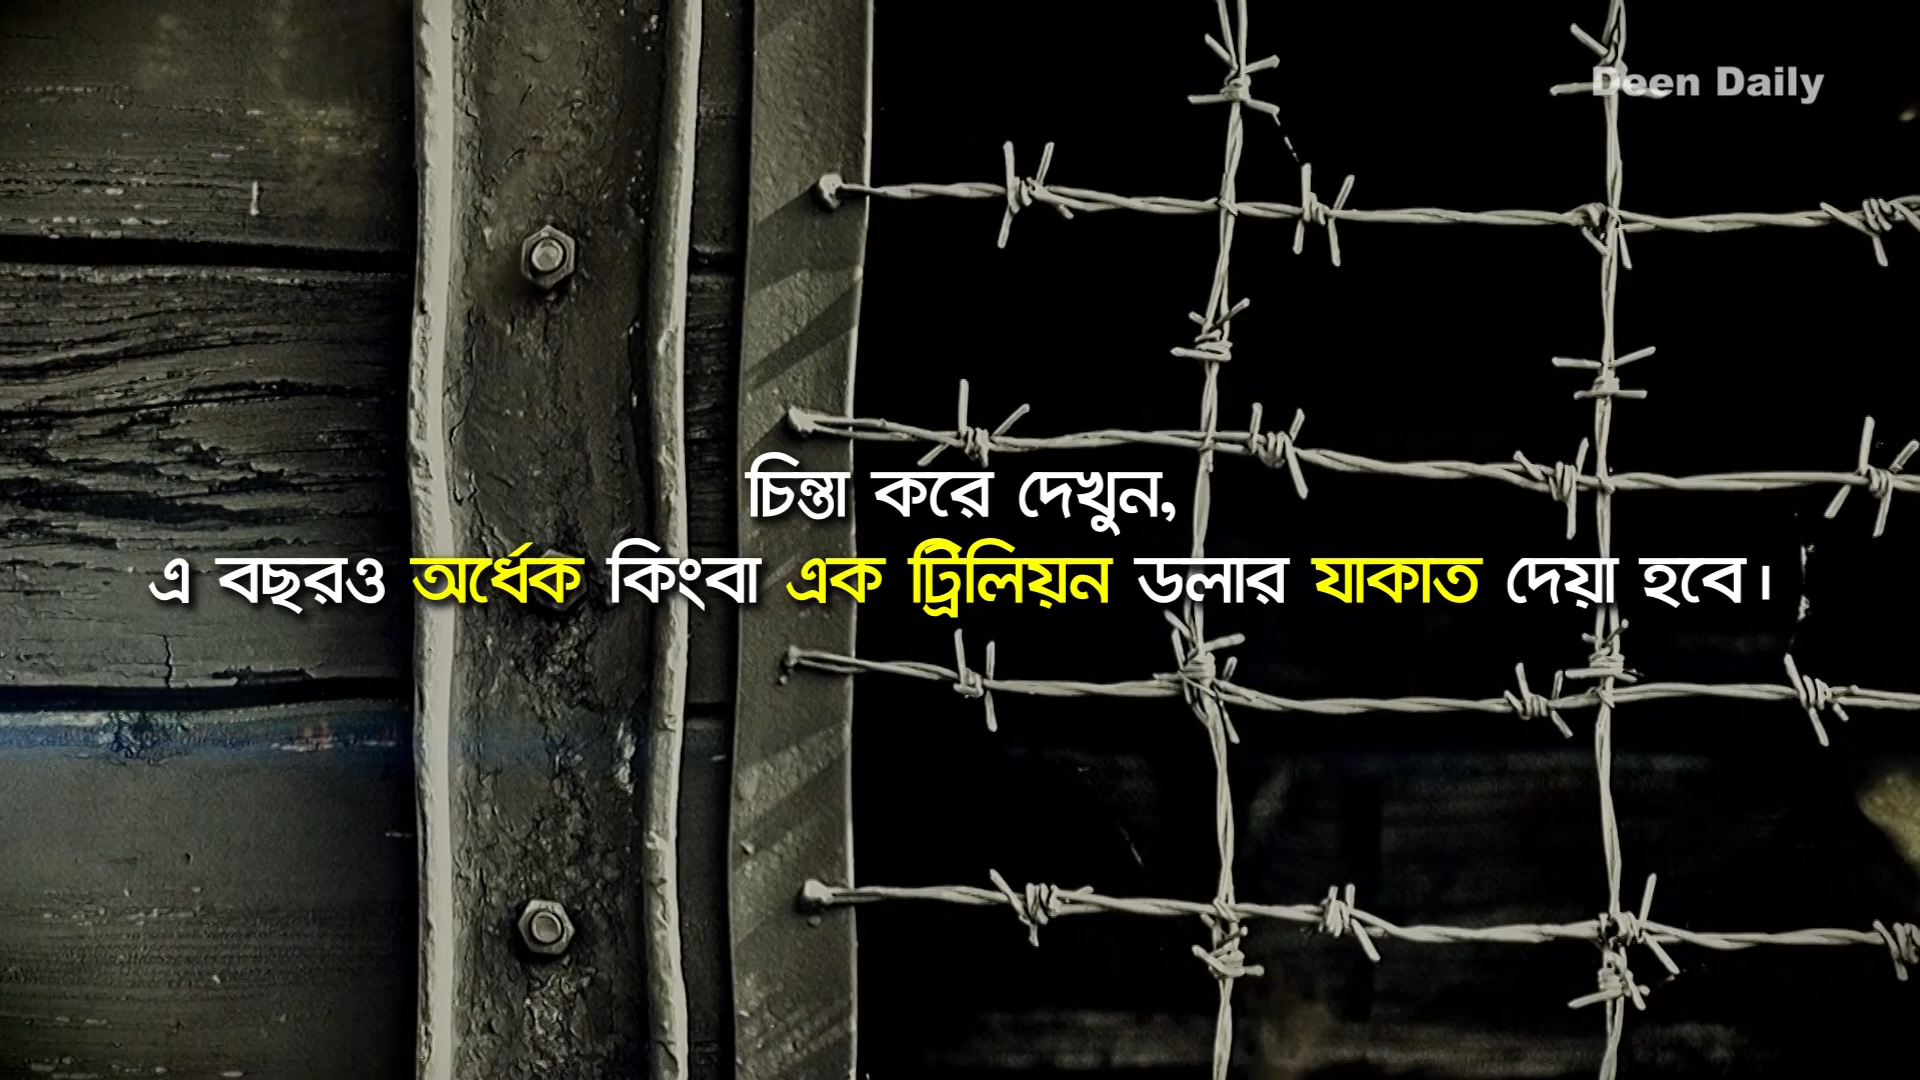 Deen Daily
চিন্তা করে দেখুন,
এ বছরও অর্ধেক কিংবা এক ট্রিলিয়ন ডলার যাকাত দেয়া হবে।